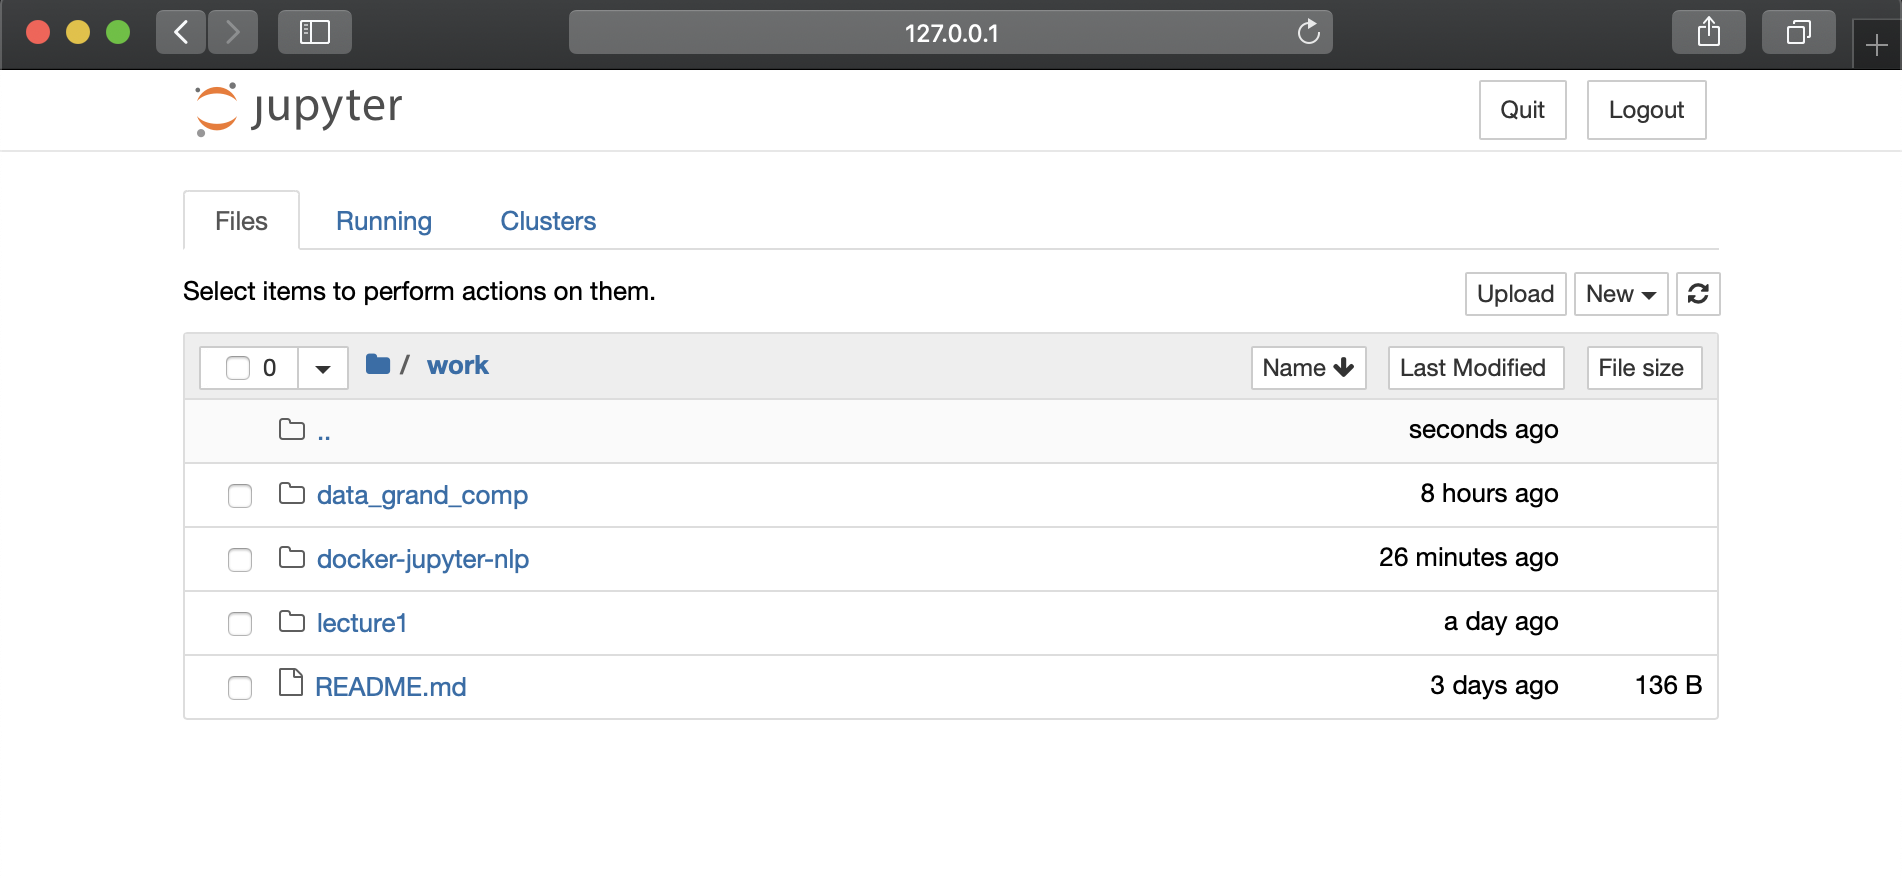 127.0.0.1
jupyter
Quit Logout
Files Running Clusters
Select items to perform actions on them.
Upload New
0 / work Name Last Modified File size
.. seconds ago
data_grand_comp 8 hours ago
docker-jupyter-nlp 26 minutes ago
lecture1 a day ago
README.md 3 days ago 136 B